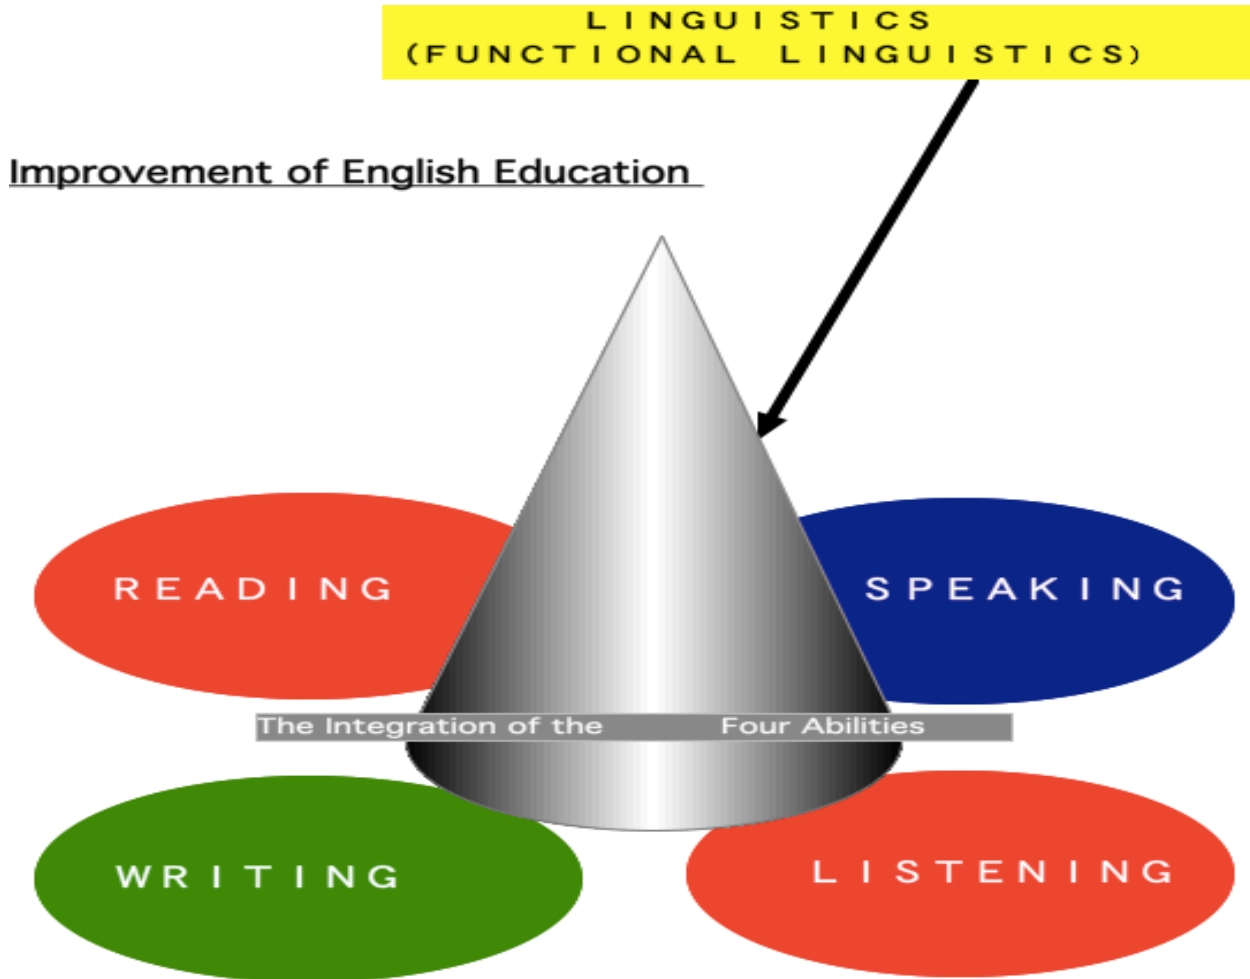 LINGUISTICS
(FUNCTIONAL LINGUISTICS)
Improvement of English Education
READING
SPEAKING
The Integration of the Four Abilities
WRITING
LISTENING